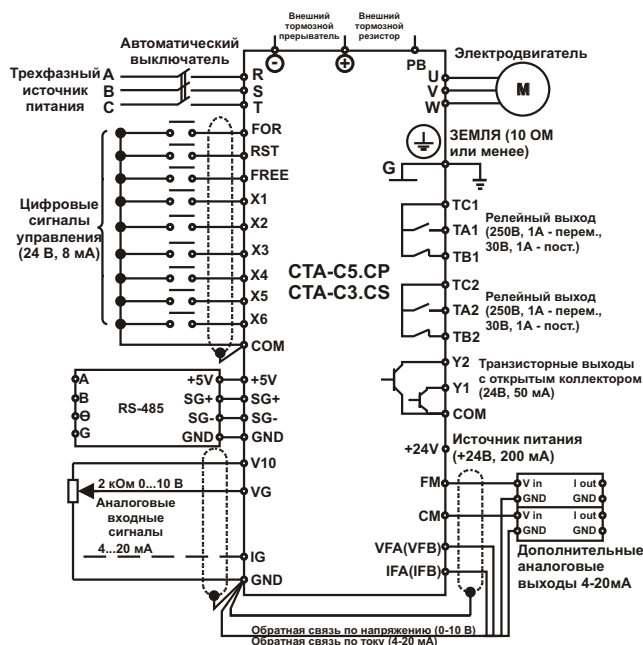 Внешний тормозной прерыватель
Внешний тормозной резистор
Автоматический выключатель
PB
Электродвигатель
Трехфазный источник питания
A
B
C
R
S
T
U
V
W
M
ЗЕМЛЯ (10 ОМ или менее)
G
Цифровые сигналы управления (24 В, 8 мА)
FOR
RST
FREE
X1
X2
X3
X4
X5
X6
COM
CTA-C5.CP
CTA-C3.CS
TC1
TA1
TB1
Релейный выход (250В, 1А - перем., 30В, 1А - пост.)
TC2
TA2
TB2
Релейный выход (250В, 1А - перем., 30В, 1А - пост.)
Y2
Y1
COM
Транзисторные выходы с открытым коллектором (24В, 50 мА)
A
B
Ɵ
G
RS-485
+5V
SG+
SG-
GND
+5V
SG+
SG-
GND
+24V
Источник питания (+24В, 200 мА)
V10
2 кОм 0...10 В
VG
Аналоговые входные сигналы
4...20 мА
IG
GND
FM
CM
VFA(VFB)
IFA(IFB)
V in
I out
GND
GND
V in
I out
GND
GND
Дополнительные аналоговые выходы 4-20мА
Обратная связь по напряжению (0-10 В)
Обратная связь по току (4-20 мА)